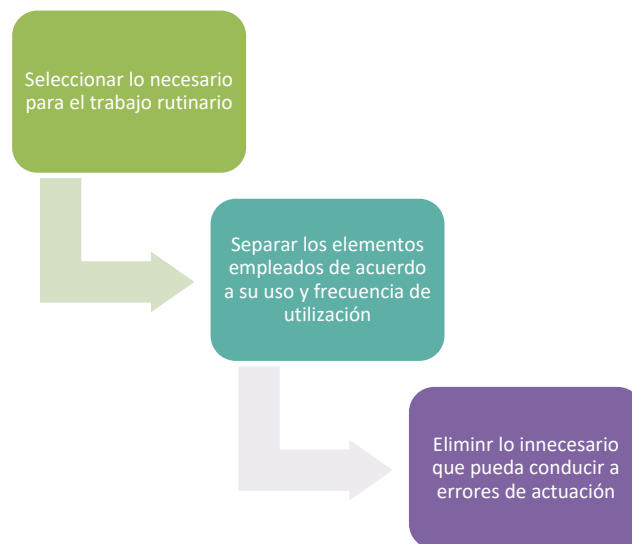 Seleccionar lo necesario
para el trabajo rutinario
Separar los elementos
empleados de acuerdo
a su uso y frecuencia de
utilización
Eliminr lo innecesario
que pueda conducir a
errores de actuación